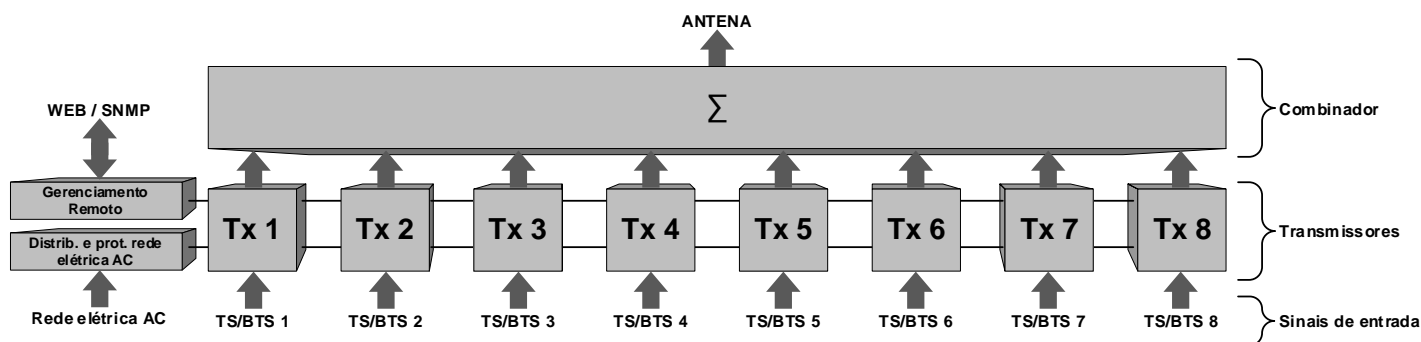 ANTENA
∑
Combinador
WEB / SNMP
Gerenciamento
Remoto
Tx 1
Tx 2
Tx 3
Tx 4
Tx 5
Tx 6
Tx 7
Tx 8
Transmissores
Distrib. e prot. rede
elétrica AC
Rede elétrica AC
TS/BTS 1
TS/BTS 2
TS/BTS 3
TS/BTS 4
TS/BTS 5
TS/BTS 6
TS/BTS 7
TS/BTS 8
Sinais de entrada